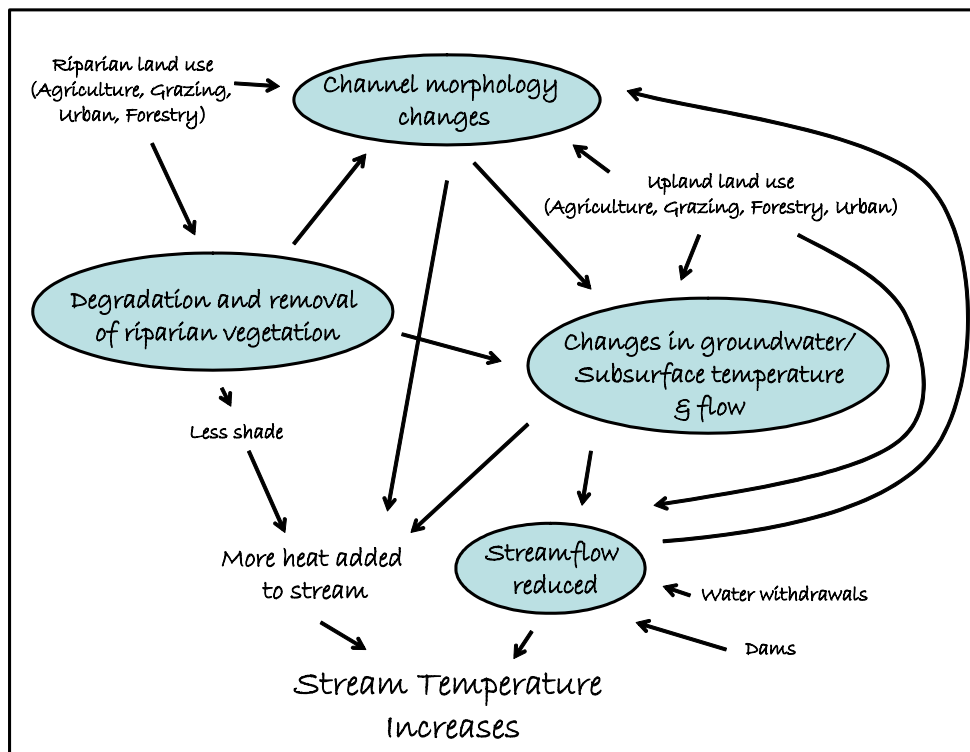 Riparian land use
(Agriculture, Grazing,
Urban, Forestry)
Channel morphology
changes
Upland land use
(Agriculture, Grazing, Forestry, Urban)
Degradation and removal
of riparian vegetation
Changes in groundwater/
Subsurface temperature
& flow
Less shade
More heat added
to stream
Streamflow
reduced
Water withdrawals
Dams
Stream Temperature
Increases